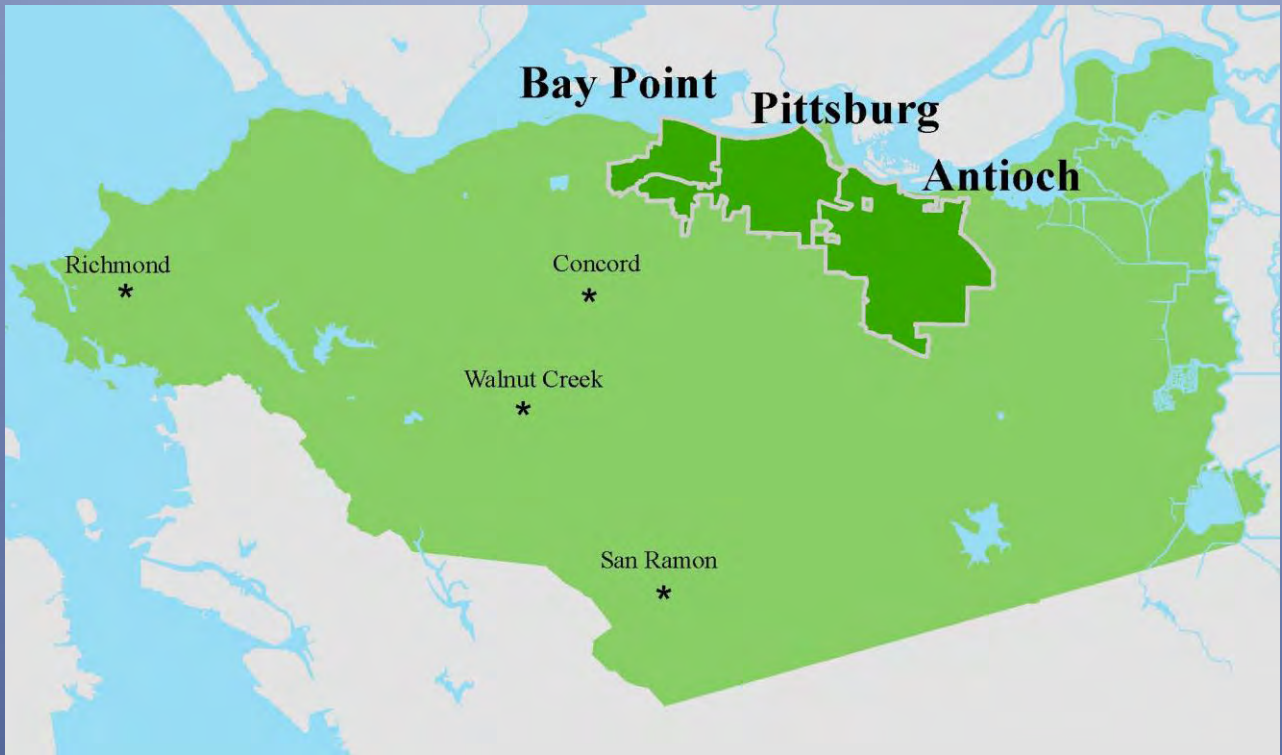 Bay Point
Pittsburg
Antioch
Richmond
*
Concord
*
Walnut Creek
*
San Ramon
*